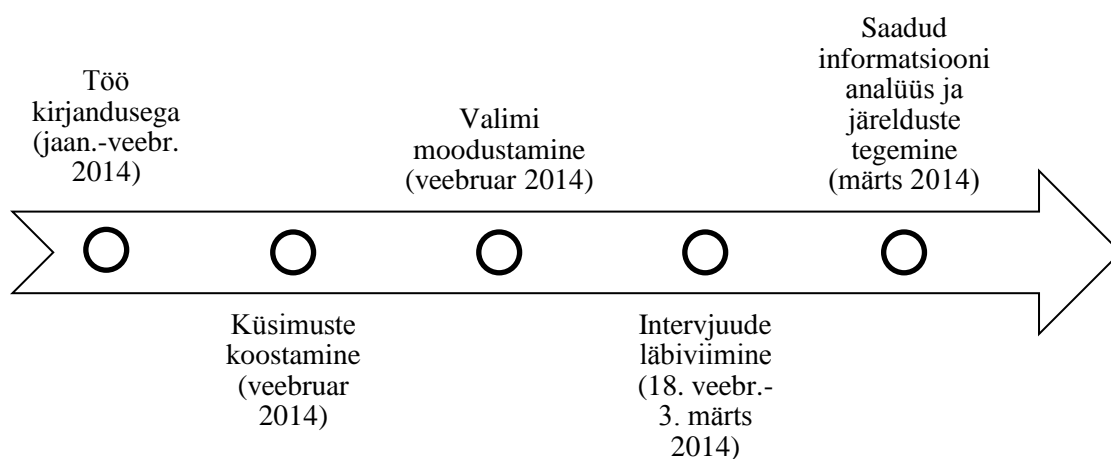 Töö
kirjandusega
(jaan.-veebr.
2014)
Küsimuste
koostamine
(veebruar
2014)
Valimi
moodustamine
(veebruar 2014)
Intervjuude
läbiviimine
(18. veebr.-
3. märts
2014)
Saadud
informatsiooni
analüüs ja
järelduste
tegemine
(märts 2014)